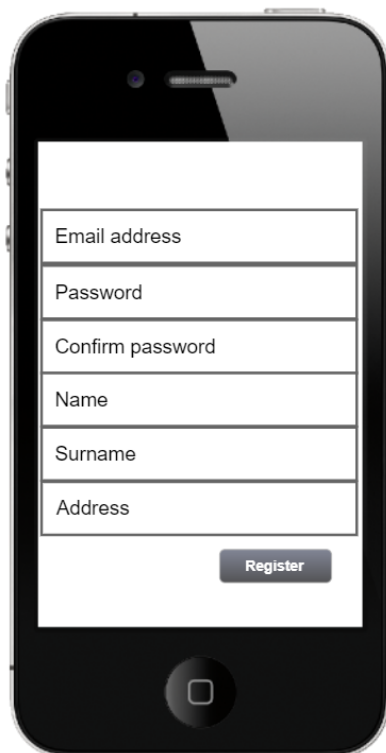 Email address
Password
Confirm password
Name
Surname
Address
Register